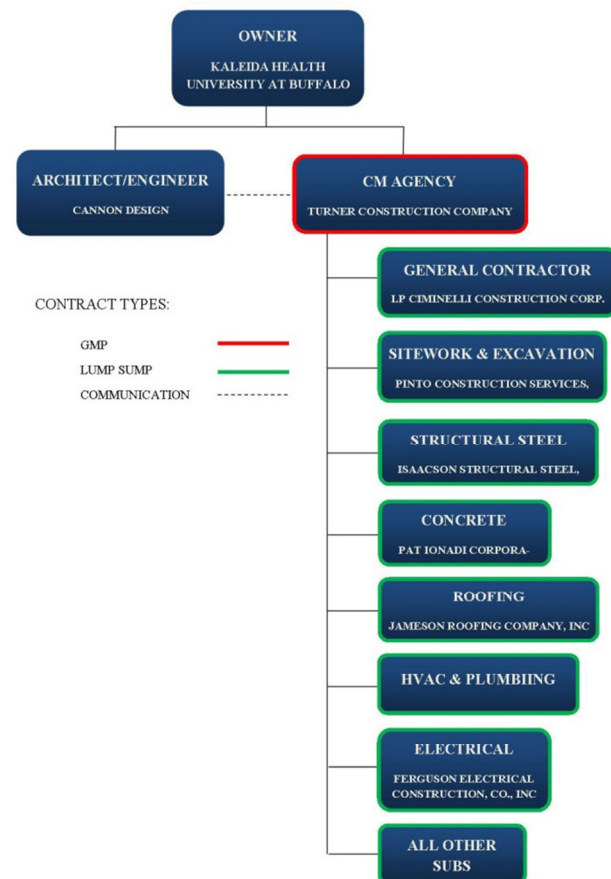 OWNER
KALEIDA HEALTH
UNIVERSITY AT BUFFALO
ARCHITECT/ENGINEER
CANNON DESIGN
CM AGENCY
TURNER CONSTRUCTION COMPANY
GENERAL CONTRACTOR
LP CIMINELLI CONSTRUCTION CORP.
CONTRACT TYPES:
GMP
LUMP SUMP
COMMUNICATION
SITEWORK & EXCAVATION
PINTO CONSTRUCTION SERVICES,
STRUCTURAL STEEL
ISAACSON STRUCTURAL STEEL,
CONCRETE
PAT IONADI CORPORA-
ROOFING
JAMESON ROOFING COMPANY, INC
HVAC & PLUMBIING
ELECTRICAL
FERGUSON ELECTRICAL
CONSTRUCTION, CO., INC
ALL OTHER
SUBS